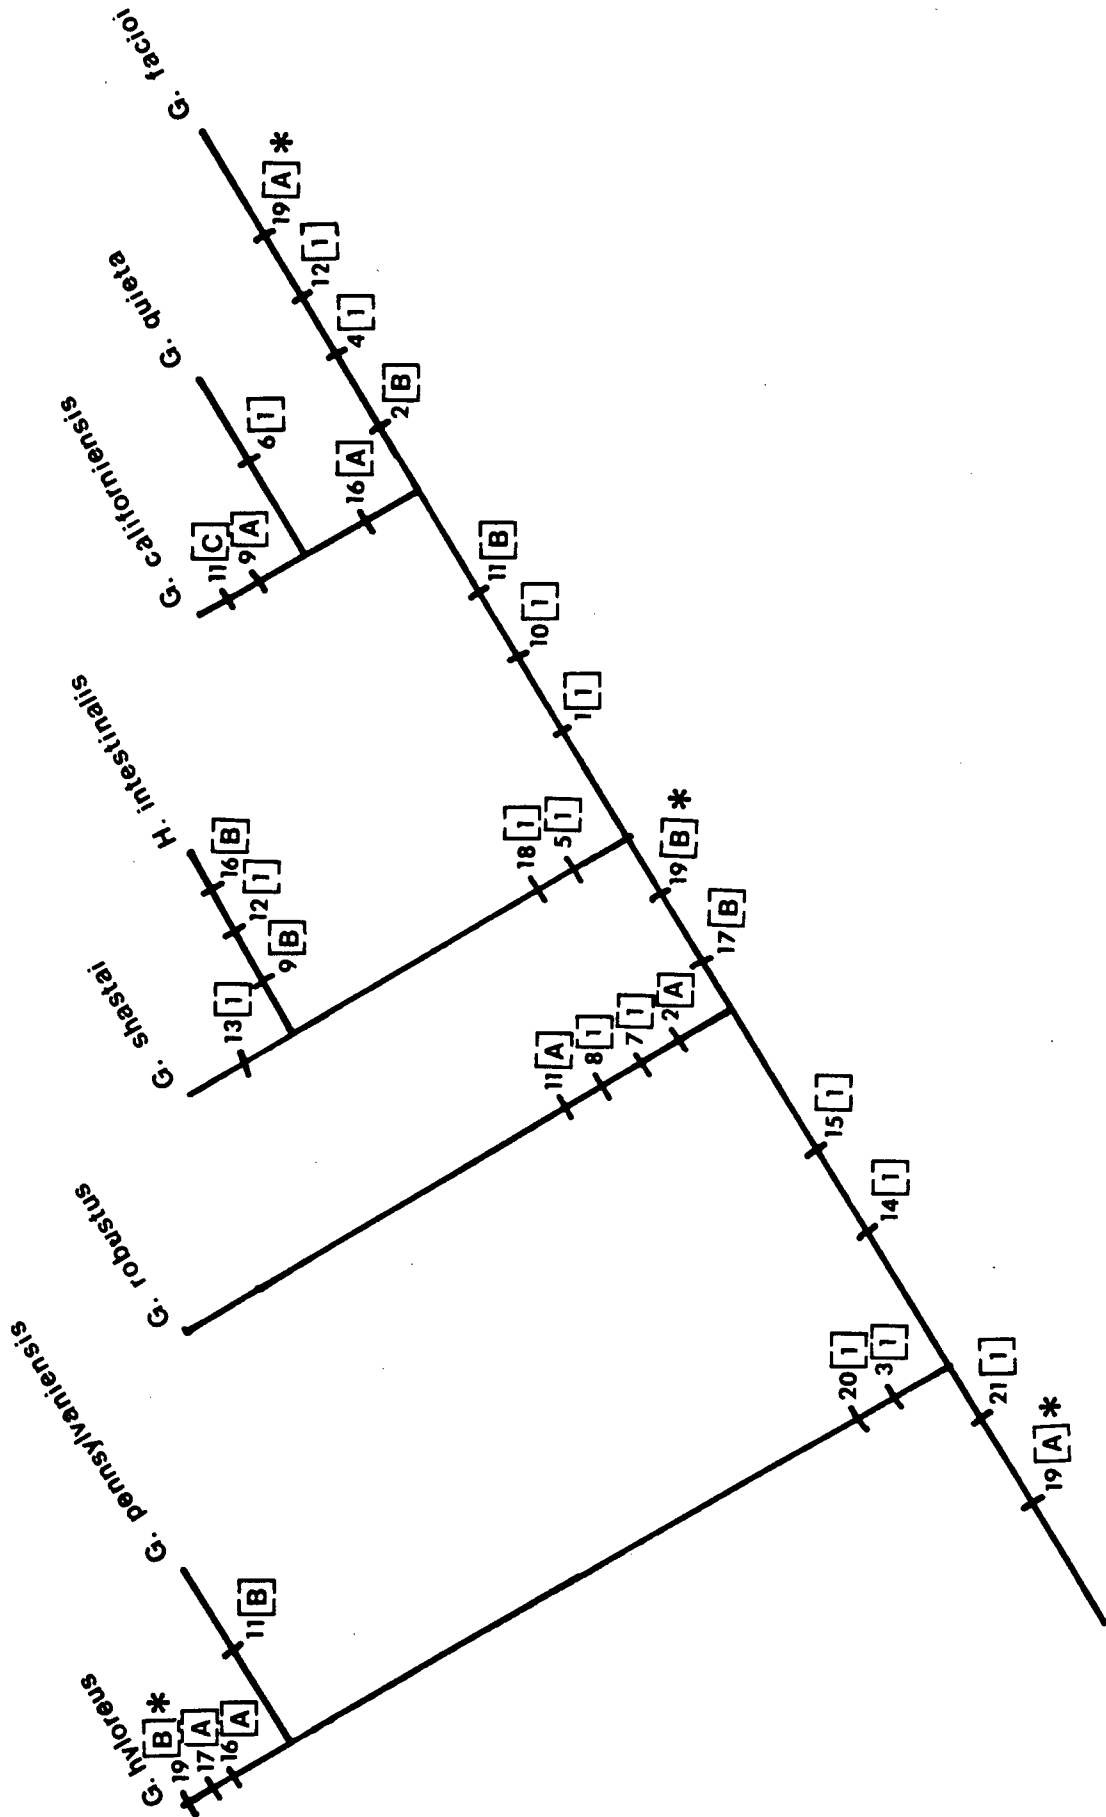 G. hyloreus
G. pennsylvaniensis
G. robustus
G. shastai
H. intestinalis
G. californiensis
G. quieta
G. facioi
19[B]*
17[A]
16[A]
11[B]
20[1]
3[1]
19[A]*
21[1]
14[1]
15[1]
11[A]
8[1]
7[1]
2[A]
17[B]
19[B]*
13[1]
9[B]
12[1]
16[B]
18[1]
5[1]
1[1]
10[1]
11[B]
11[C]
9[A]
6[1]
16[A]
2[B]
4[1]
12[1]
19[A]*